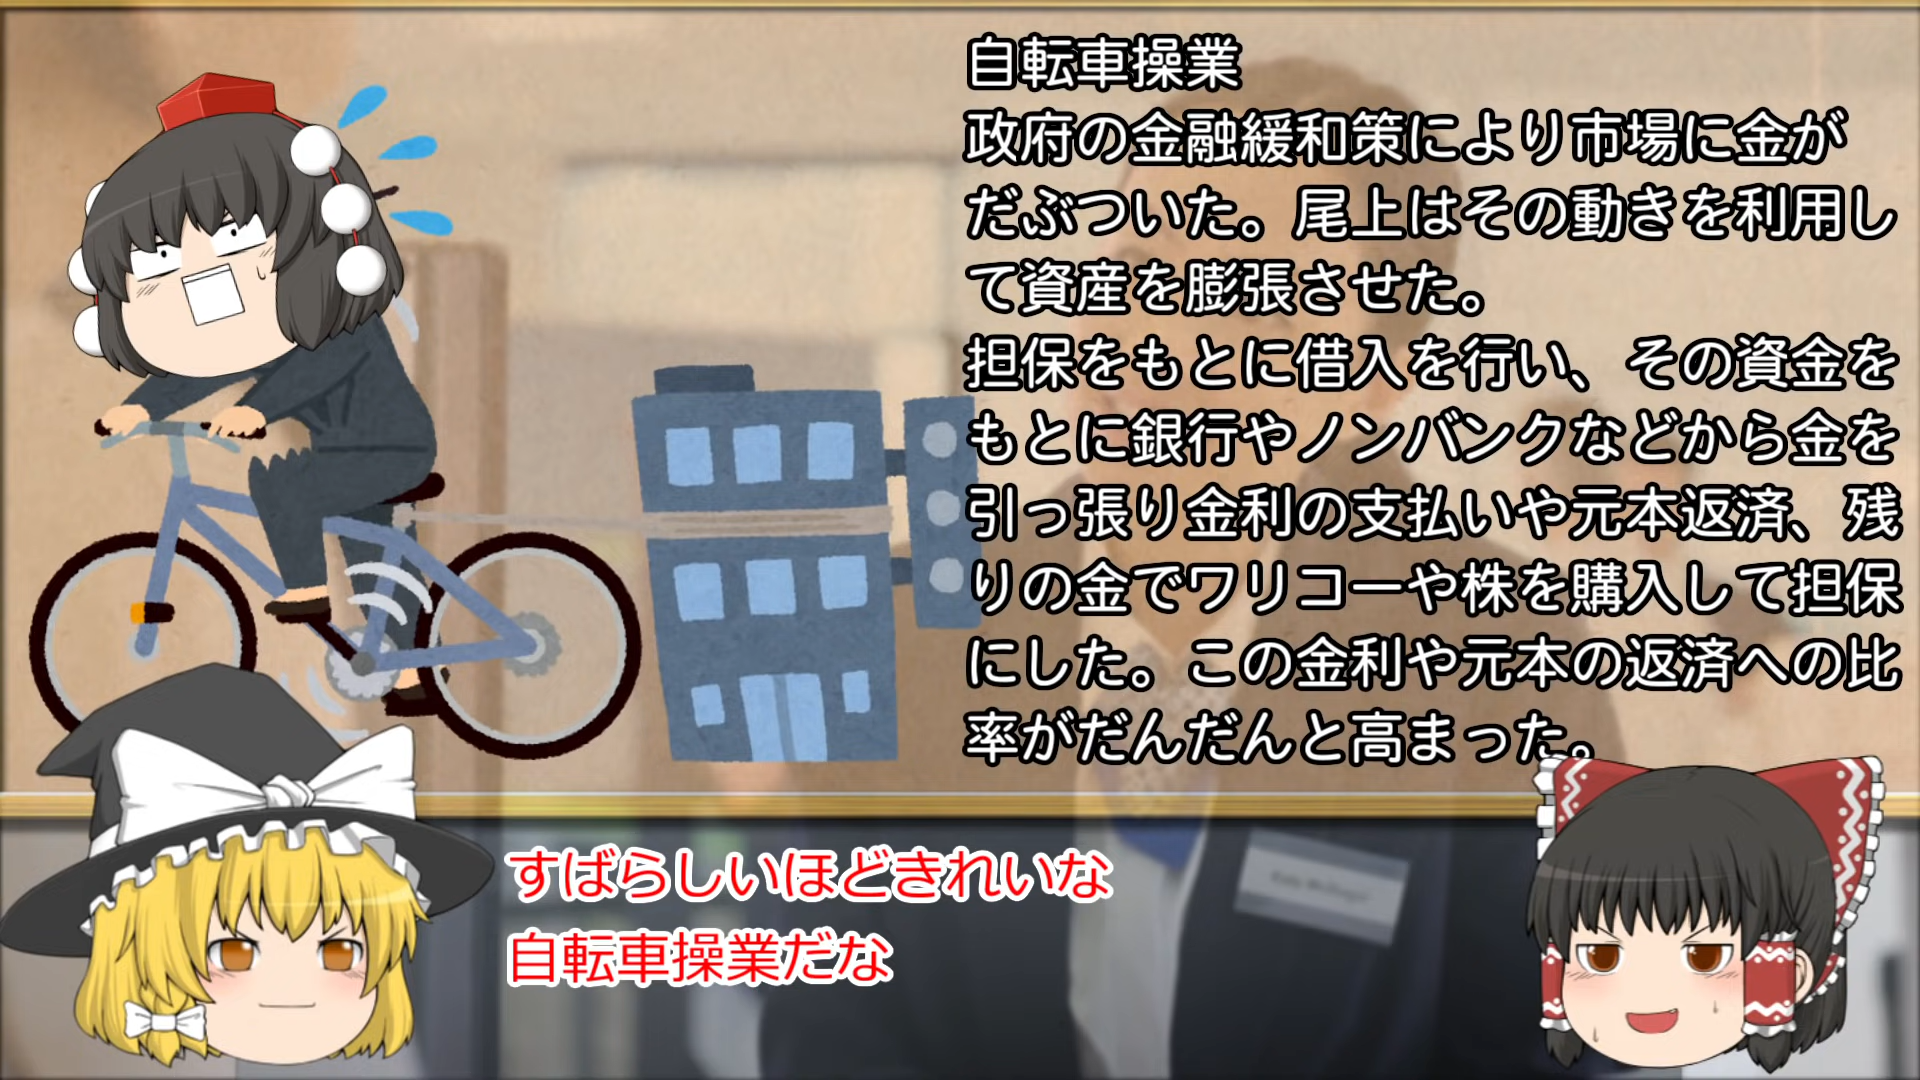 自転車操業
政府の金融緩和策により市場に金が
だぶついた。尾上はその動きを利用し
て資産を膨張させた。
担保をもとに借入を行い、その資金を
もとに銀行やノンバンクなどから金を
引っ張り金利の支払いや元本返済、残
りの金でワリコーや株を購入して担保
にした。この金利や元本の返済への比
率がだんだんと高まった。
すばらしいほどきれいな
自転車操業だな